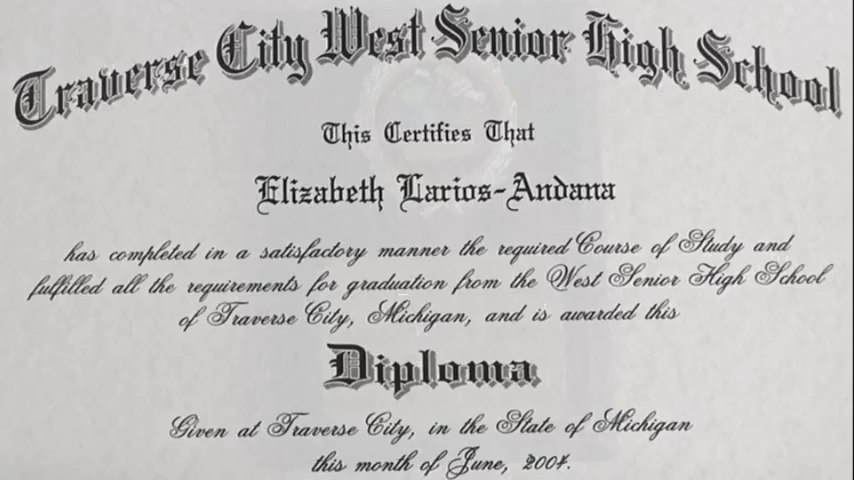 Traverse City West Senior High School
This Certifies That
Elizabeth Larios-Andana
has completed in a satisfactory manner the required Course of Study and
fulfilled all the requirements for graduation from the West Senior High School
of Traverse City, Michigan, and is awarded this
Diploma
Given at Traverse City, in the State of Michigan
this month of June, 2004.